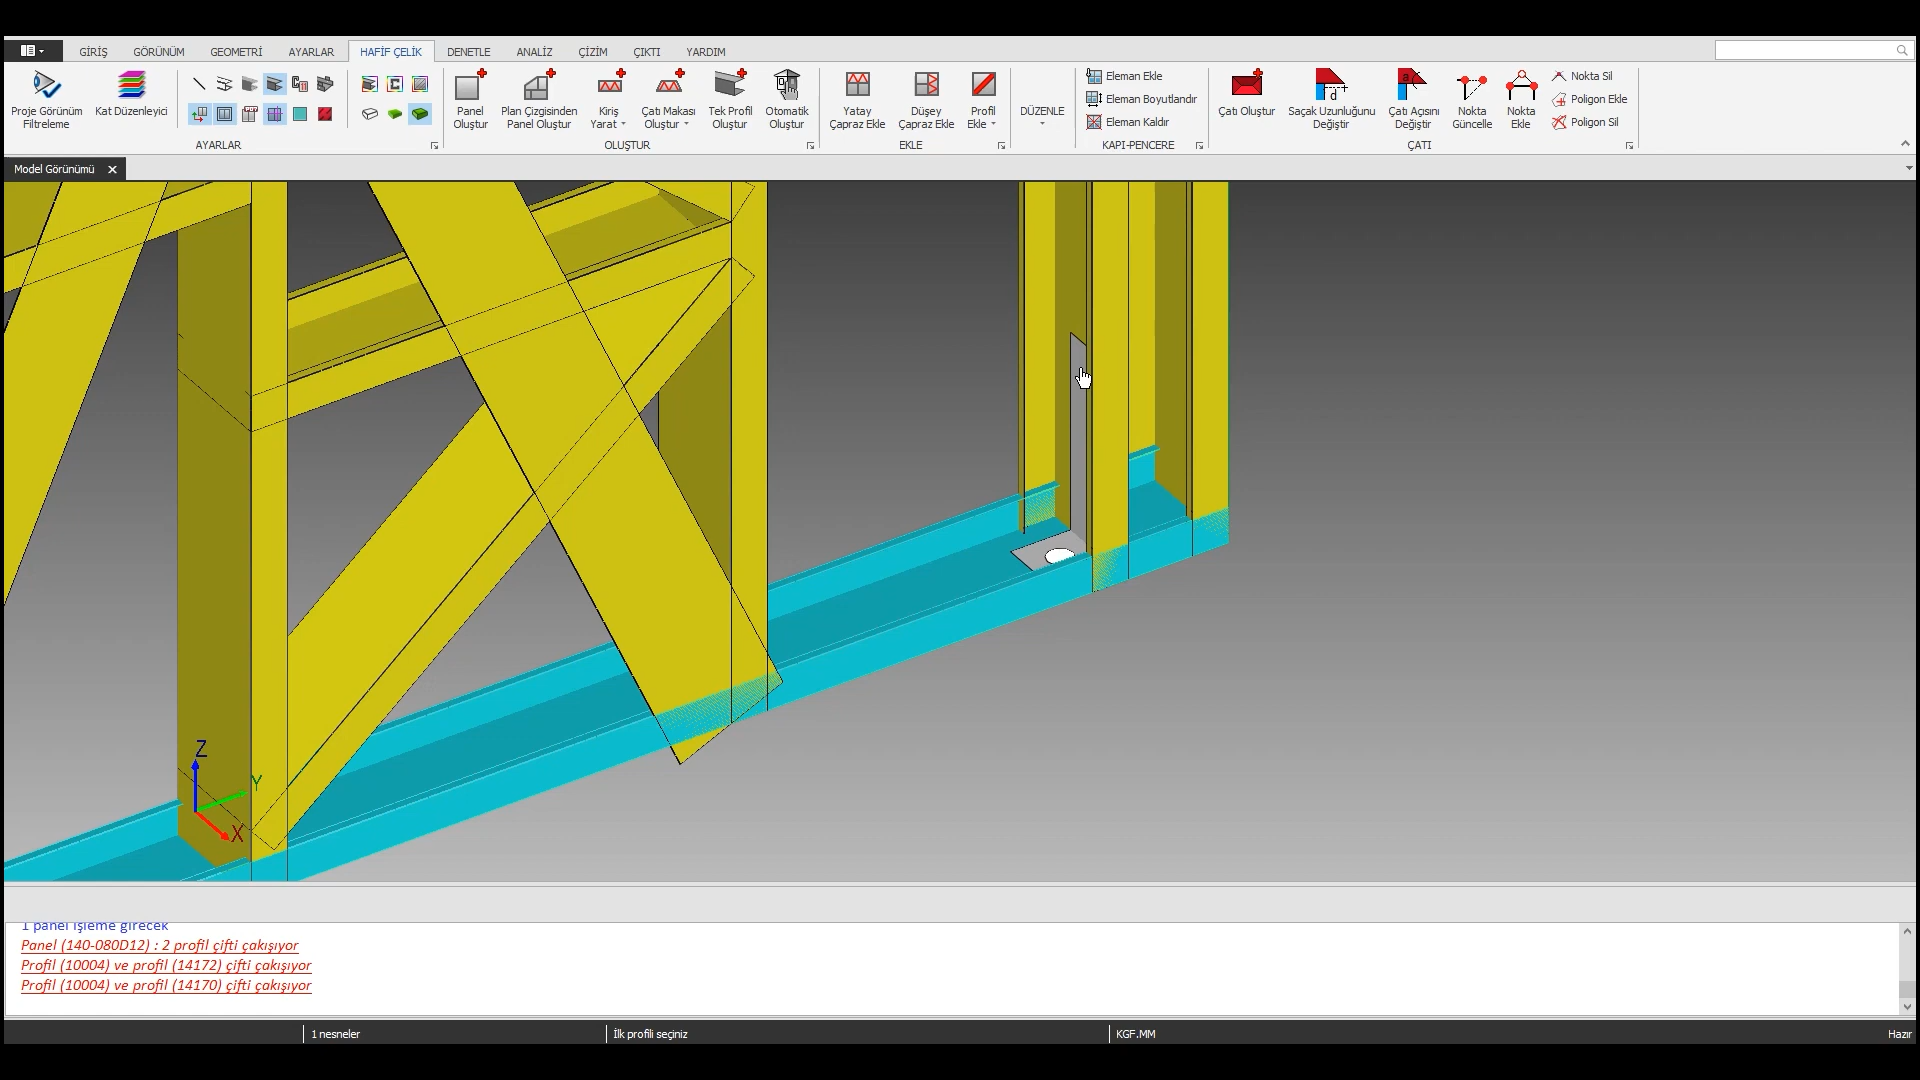 GİRİŞ GÖRÜNÜM GEOMETRİ AYARLAR HAFİF ÇELİK DENETLE ANALİZ ÇİZİM ÇIKTI YARDIM
Proje Görünüm
Filtreleme
Kat Düzenleyici
AYARLAR
Panel
Oluştur
Plan Çizgisinden
Panel Oluştur
Kiriş
Yarat
Çatı Makası
Oluştur
Tek Profil
Oluştur
Otomatik
Oluştur
OLUŞTUR
Yatay
Çapraz Ekle
Düşey
Çapraz Ekle
Profil
Ekle
EKLE
DÜZENLE
Eleman Ekle
Eleman Boyutlandır
Eleman Kaldır
KAPI-PENCERE
Çatı Oluştur
d
Saçak Uzunluğunu
Değiştir
a
Çatı Açısını
Değiştir
Nokta
Güncelle
Nokta
Ekle
Nokta Sil
Poligon Ekle
Poligon Sil
ÇATI
Model Görünümü
Z
Y
X
1 panel işleme girecek
Panel (140-080D12) : 2 profil çifti çakışıyor
Profil (10004) ve profil (14172) çifti çakışıyor
Profil (10004) ve profil (14170) çifti çakışıyor
1 nesneler
İlk profili seçiniz
KGF.MM
Hazır